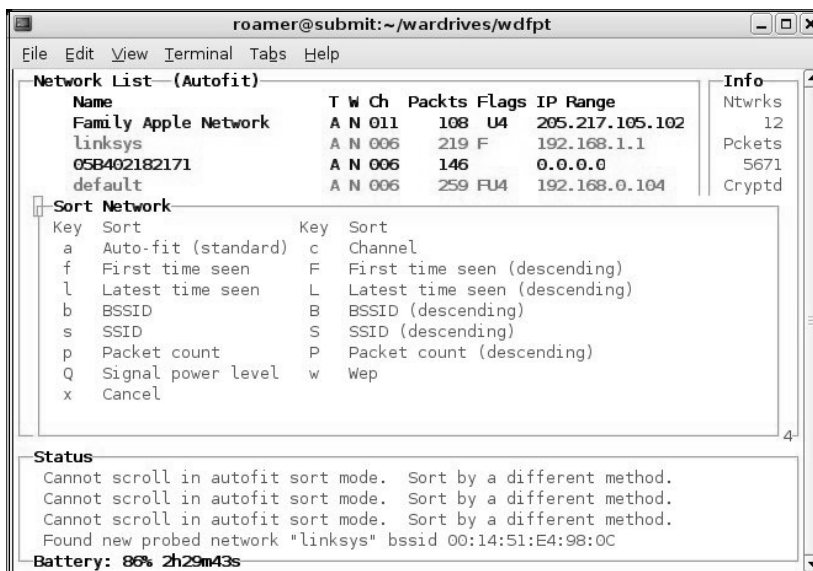 roamer@submit:~/wardrives/wdfpt
File Edit View Terminal Tabs Help
Network List (Autofit) Info
Name T W Ch Packts Flags IP Range Ntwrks
Family Apple Network A N 011 108 U4 205.217.105.102 12
linksys A N 006 219 F 192.168.1.1 Pckets
05B402182171 A N 006 146 0.0.0.0 5671
default A N 006 259 FU4 192.168.0.104 Cryptd
Sort Network
Key Sort Key Sort
a Auto-fit (standard) c Channel
f First time seen F First time seen (descending)
l Latest time seen L Latest time seen (descending)
b BSSID B BSSID (descending)
s SSID S SSID (descending)
p Packet count P Packet count (descending)
Q Signal power level w Wep
x Cancel
4
Status
Cannot scroll in autofit sort mode. Sort by a different method.
Cannot scroll in autofit sort mode. Sort by a different method.
Cannot scroll in autofit sort mode. Sort by a different method.
Found new probed network "linksys" bssid 00:14:51:E4:98:0C
Battery: 86% 2h29m43s